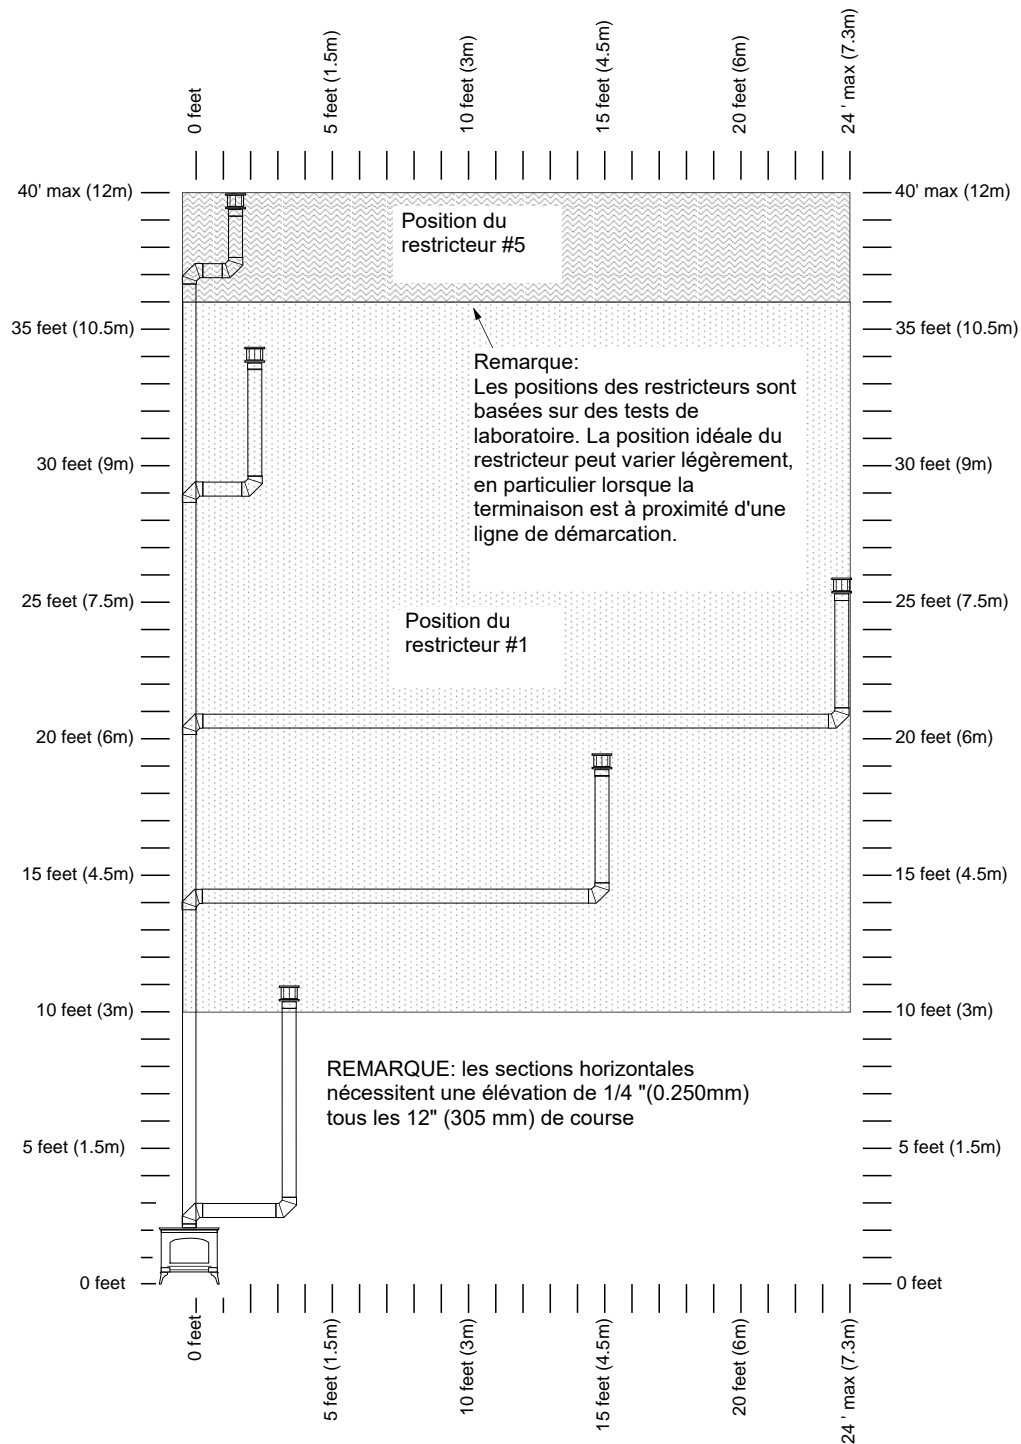 0 feet
5 feet (1.5m)
10 feet (3m)
15 feet (4.5m)
20 feet (6m)
24 ' max (7.3m)
40' max (12m)
40' max (12m)
Position du
restricteur #5
35 feet (10.5m)
35 feet (10.5m)
Remarque:
Les positions des restricteurs sont
basées sur des tests de
laboratoire. La position idéale du
restricteur peut varier légèrement,
en particulier lorsque la
terminaison est à proximité d'une
ligne de démarcation.
30 feet (9m)
30 feet (9m)
25 feet (7.5m)
25 feet (7.5m)
Position du
restricteur #1
20 feet (6m)
20 feet (6m)
15 feet (4.5m)
15 feet (4.5m)
10 feet (3m)
10 feet (3m)
REMARQUE: les sections horizontales
nécessitent une élévation de 1/4 "(0.250mm)
tous les 12" (305 mm) de course
5 feet (1.5m)
5 feet (1.5m)
0 feet
0 feet
0 feet
5 feet (1.5m)
10 feet (3m)
15 feet (4.5m)
20 feet (6m)
24 ' max (7.3m)